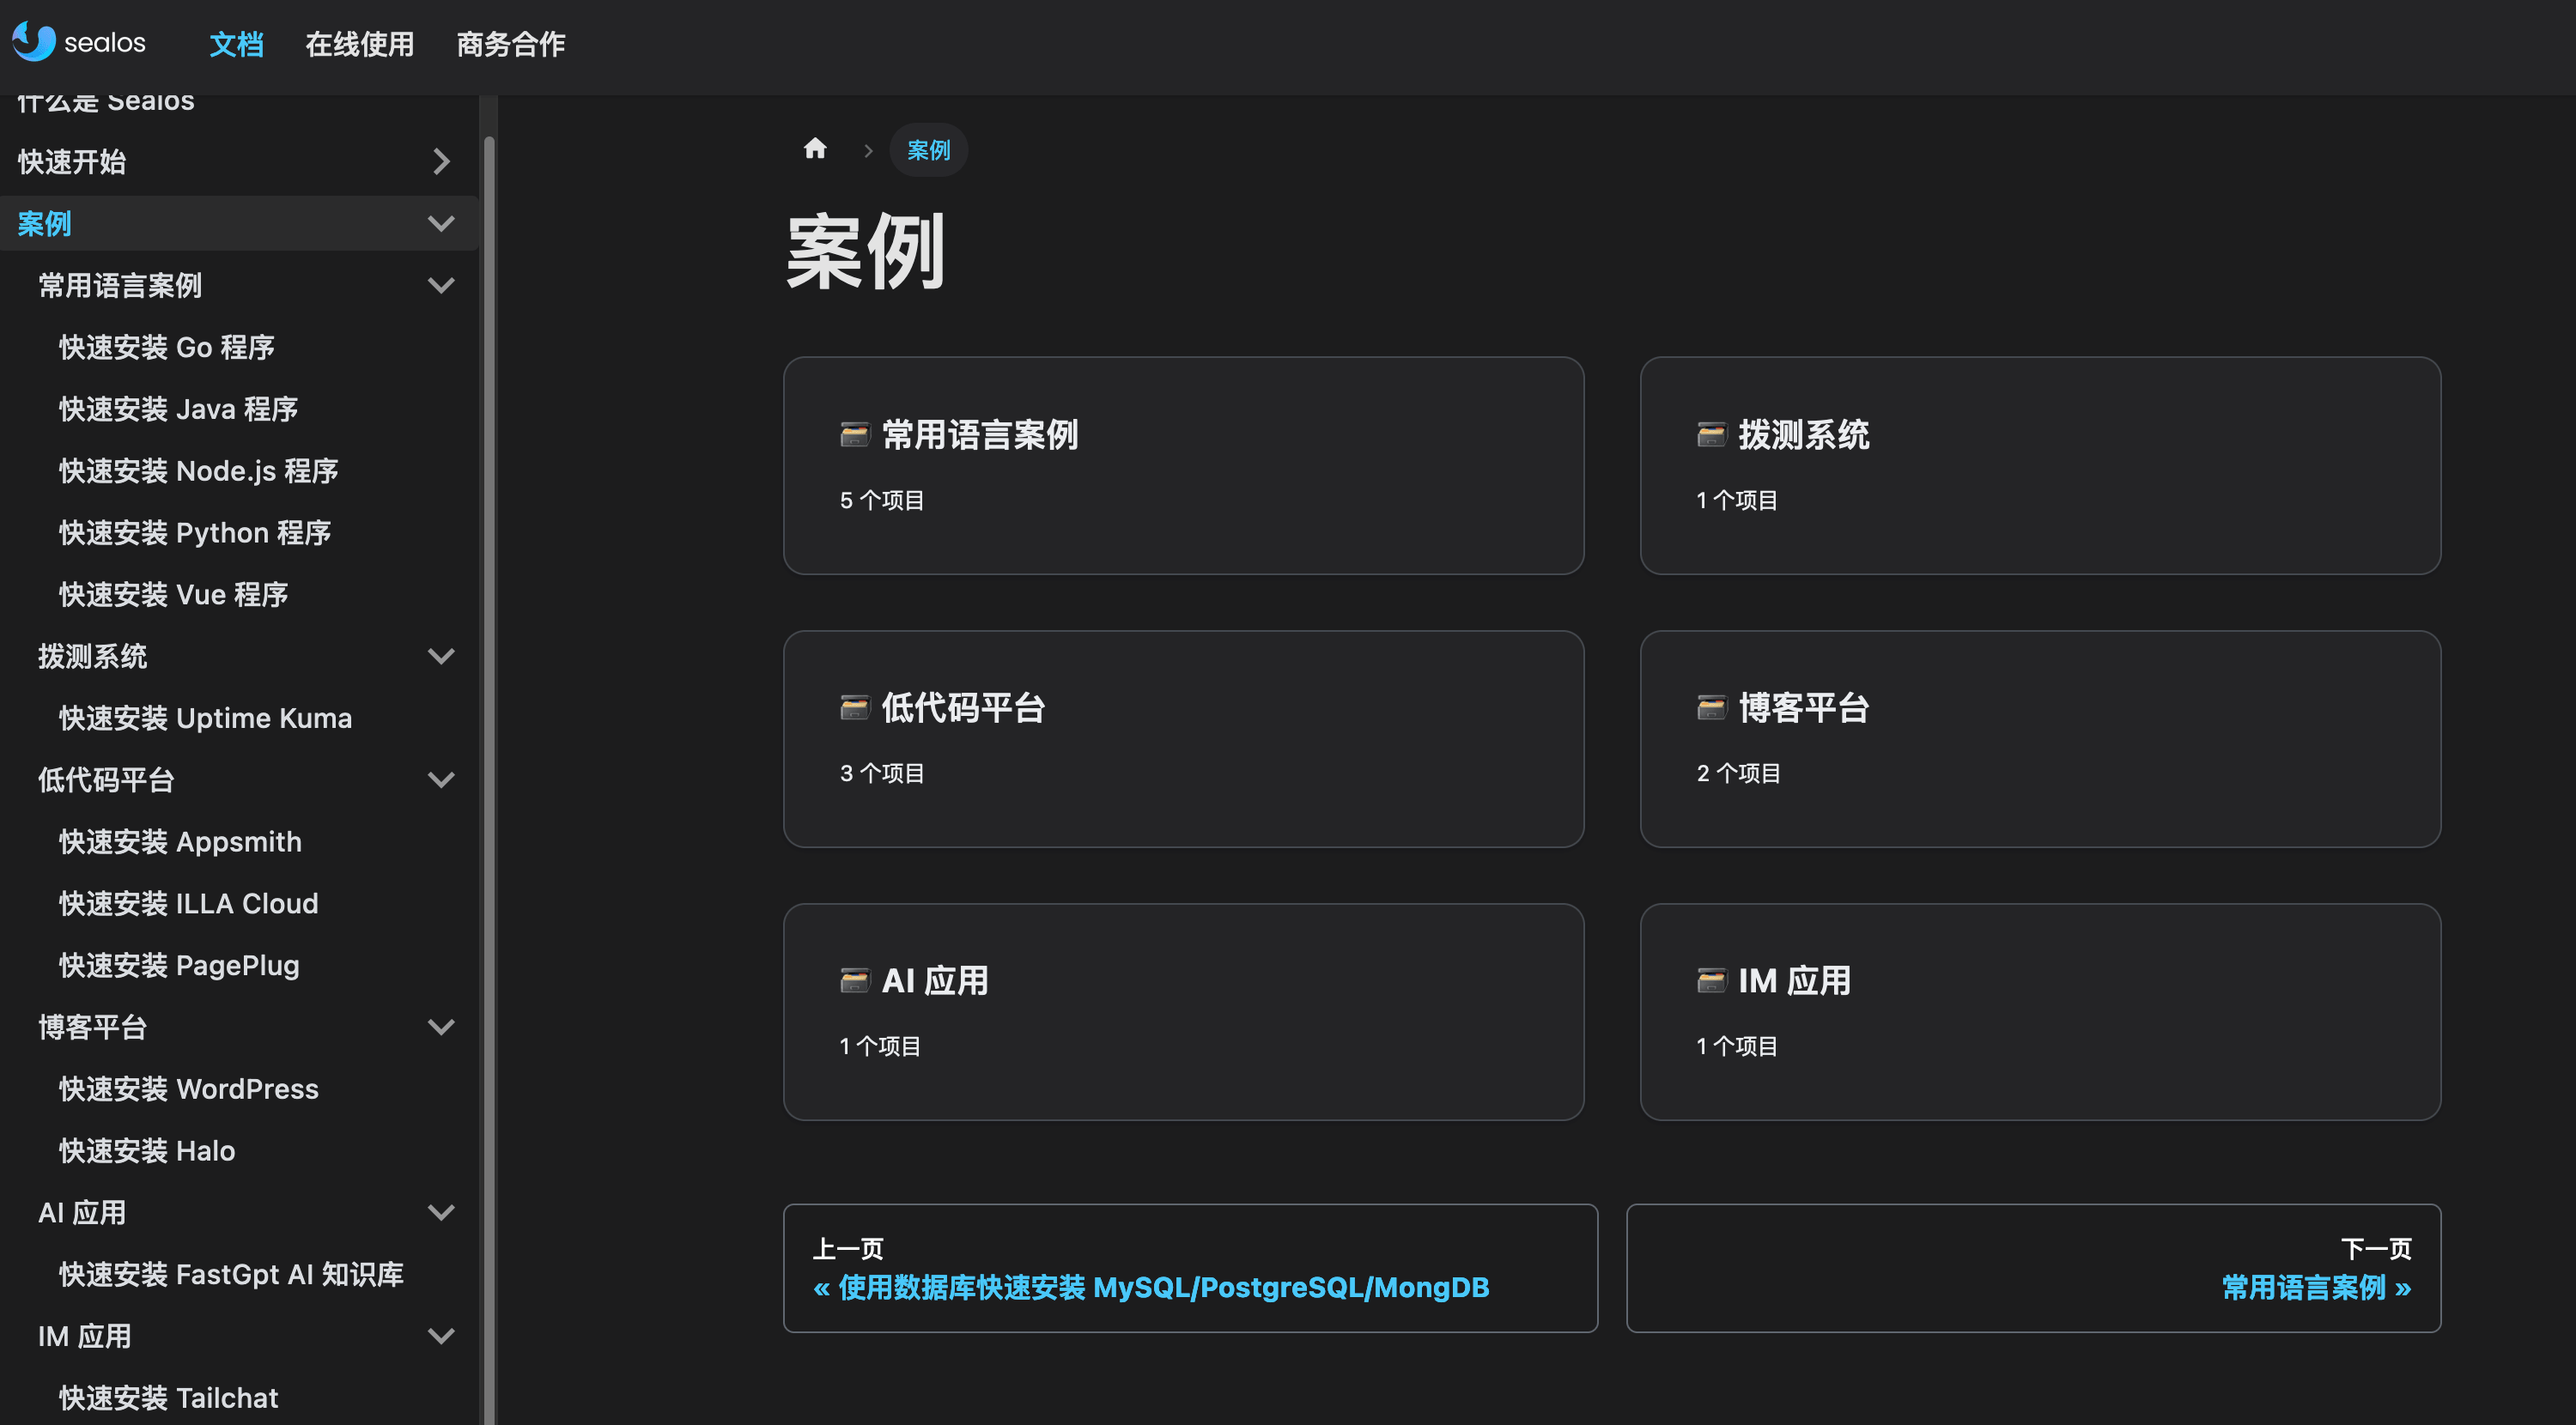 sealos
文档
在线使用
商务合作
什么是 Sealos
快速开始
案例
常用语言案例
快速安装 Go 程序
快速安装 Java 程序
快速安装 Node.js 程序
快速安装 Python 程序
快速安装 Vue 程序
拨测系统
快速安装 Uptime Kuma
低代码平台
快速安装 Appsmith
快速安装 ILLA Cloud
快速安装 PagePlug
博客平台
快速安装 WordPress
快速安装 Halo
AI 应用
快速安装 FastGpt AI 知识库
IM 应用
快速安装 Tailchat
案例
案例
常用语言案例
5 个项目
拨测系统
1 个项目
低代码平台
3 个项目
博客平台
2 个项目
AI 应用
1 个项目
IM 应用
1 个项目
上一页
« 使用数据库快速安装 MySQL/PostgreSQL/MongDB
下一页
常用语言案例 »